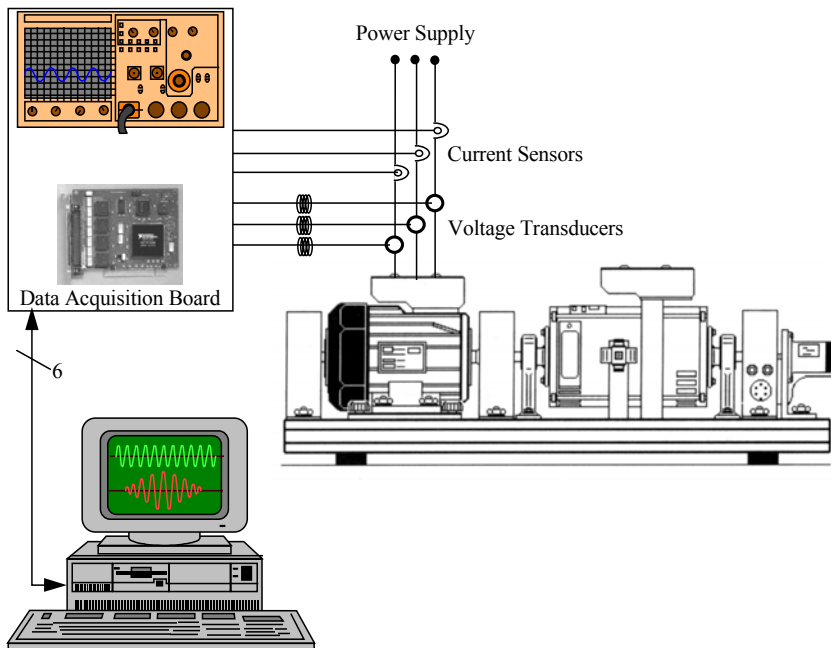 Power Supply
Current Sensors
Voltage Transducers
Data Acquisition Board
6